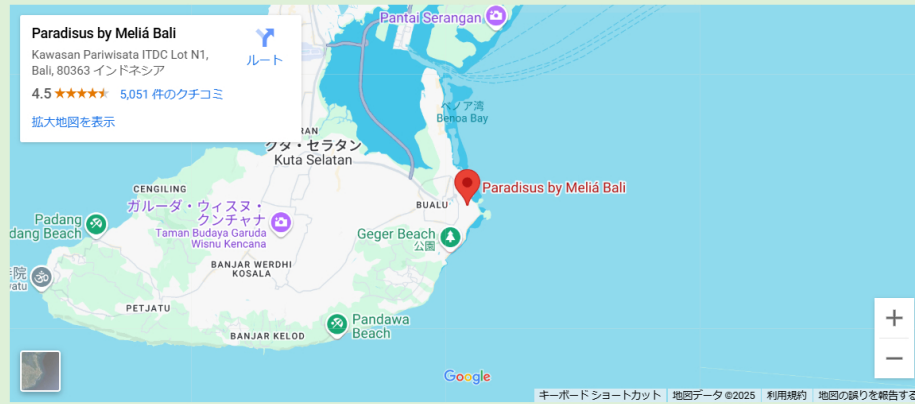 Paradisus by Meliá Bali
Kawasan Pariwisata ITDC Lot N1,
Bali, 80363 インドネシア
ルート
4.5
5,051 件のクチコミ
拡大地図を表示
Pantai Serangan
ベノア湾
Benoa Bay
RAN
クタ・セラタン
Kuta Selatan
CENGILING
Paradisus by Meliá Bali
BUALU
ガルーダ・ウィスヌ・
クンチャナ
Taman Budaya Garuda
Wisnu Kencana
Padang
dang Beach
Geger Beach
公園
BANJAR WERDHI
KOSALA
院
watu
PETJATU
Pandawa
Beach
BANJAR KELOD
Google
+
−
キーボード ショートカット
地図データ ©2025
利用規約
地図の誤りを報告する